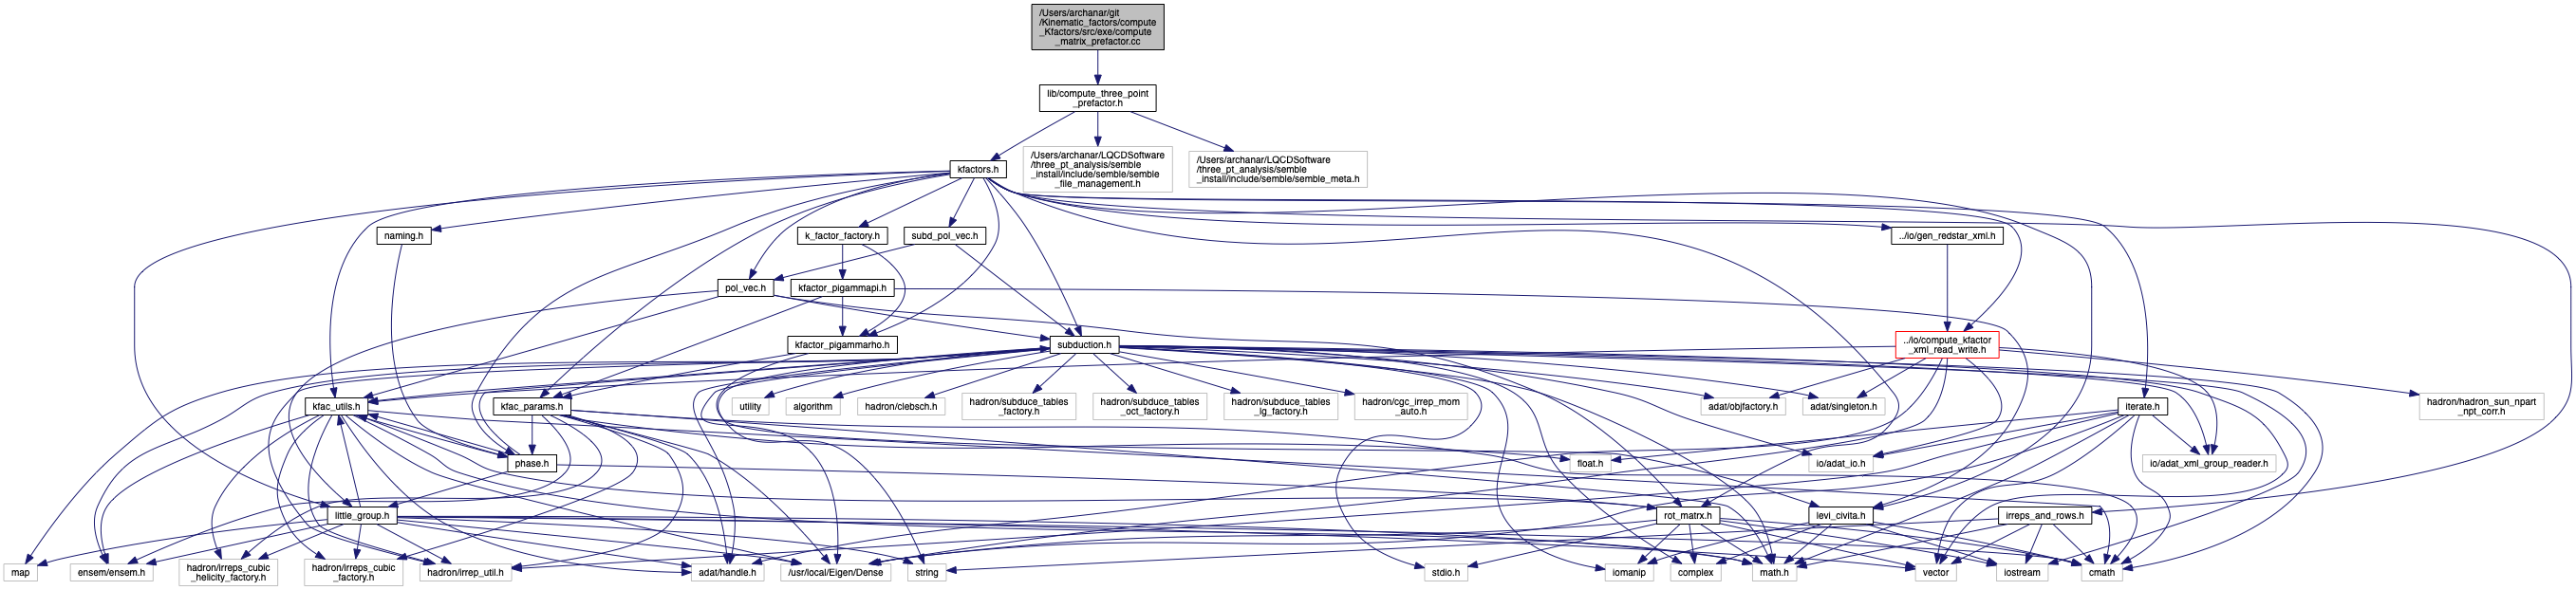 /Users/archanar/git
/Kinematic_factors/compute
_Kfactors/src/exe/compute
_matrix_prefactor.cc
lib/compute_three_point
_prefactor.h
kfactors.h
/Users/archanar/LQCDSoftware
/three_pt_analysis/semble
_install/include/semble/semble
_file_management.h
/Users/archanar/LQCDSoftware
/three_pt_analysis/semble
_install/include/semble/semble_meta.h
naming.h
k_factor_factory.h
subd_pol_vec.h
../io/gen_redstar_xml.h
pol_vec.h
kfactor_pigammapi.h
kfactor_pigammarho.h
subduction.h
../io/compute_kfactor
_xml_read_write.h
kfac_utils.h
kfac_params.h
utility
algorithm
hadron/clebsch.h
hadron/subduce_tables
_factory.h
hadron/subduce_tables
_oct_factory.h
hadron/subduce_tables
_lg_factory.h
hadron/cgc_irrep_mom
_auto.h
adat/objfactory.h
adat/singleton.h
iterate.h
hadron/hadron_sun_npart
_npt_corr.h
phase.h
float.h
io/adat_io.h
io/adat_xml_group_reader.h
little_group.h
rot_matrx.h
levi_civita.h
irreps_and_rows.h
map
ensem/ensem.h
hadron/irreps_cubic
_helicity_factory.h
hadron/irreps_cubic
_factory.h
hadron/irrep_util.h
adat/handle.h
/usr/local/Eigen/Dense
string
stdio.h
iomanip
complex
math.h
vector
iostream
cmath